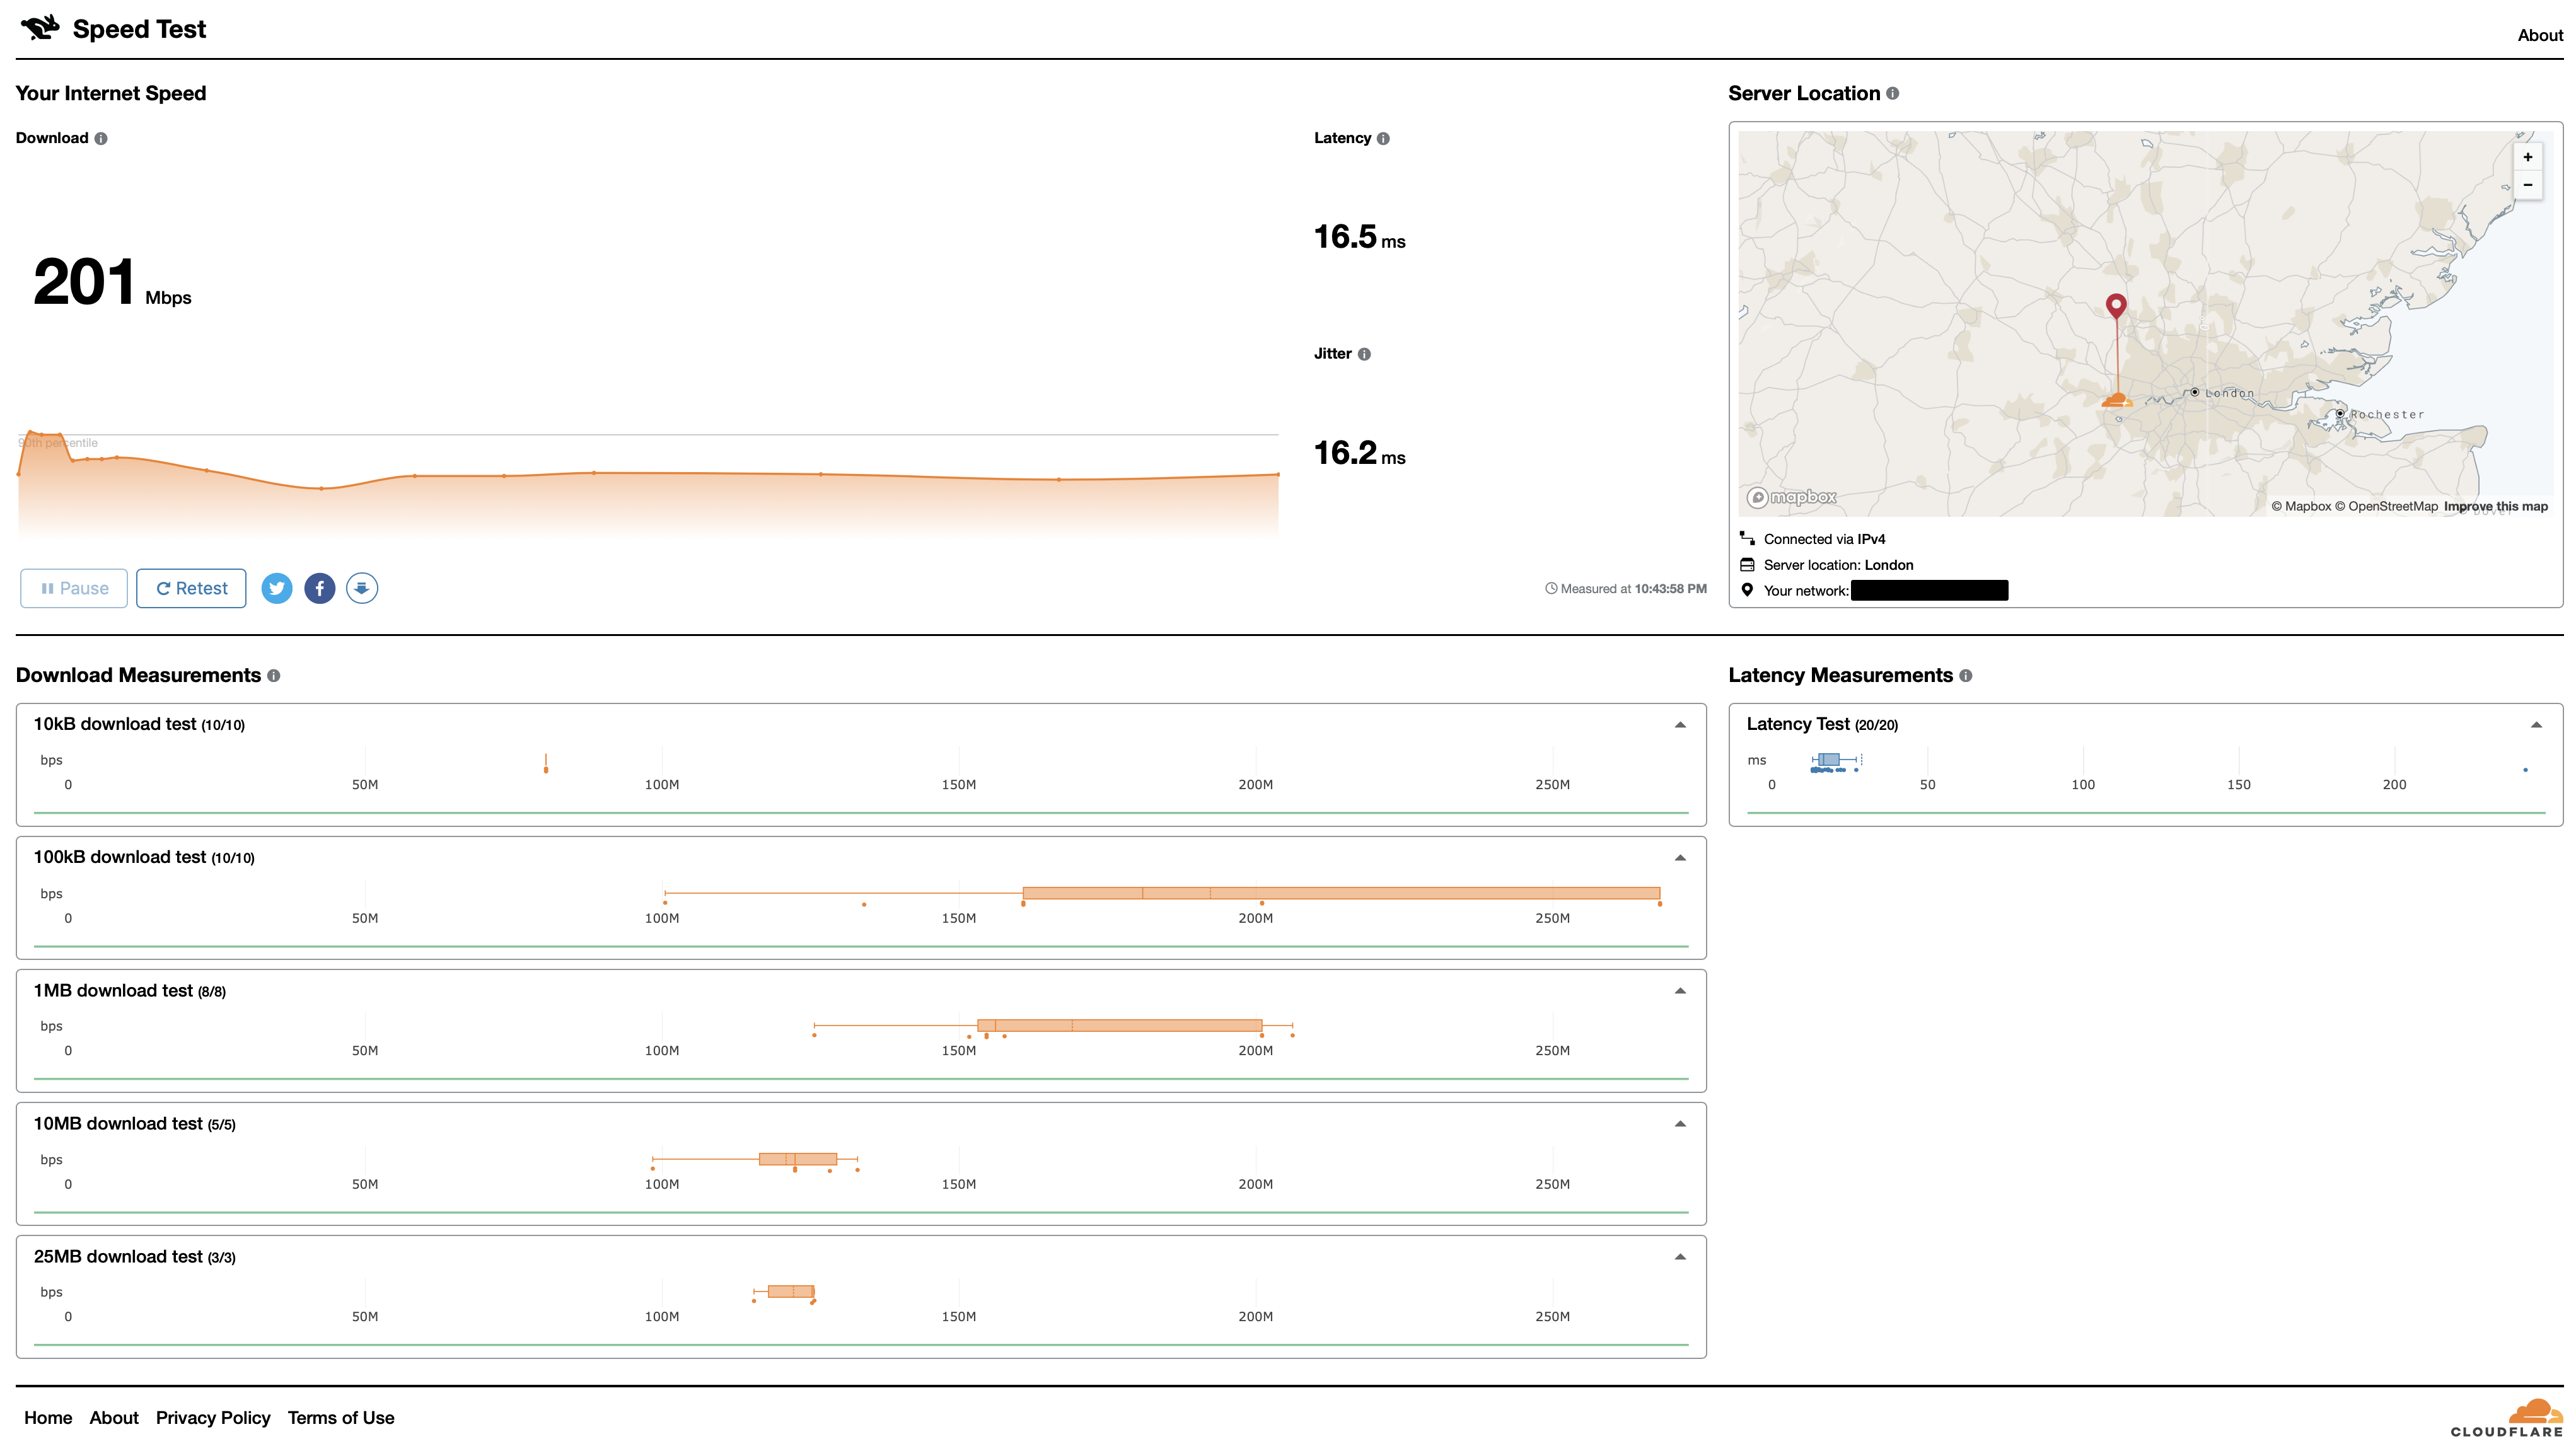 Speed Test
About
Your Internet Speed
Download
201 Mbps
90th percentile
Latency
16.5 ms
Jitter
16.2 ms
Pause
Retest
Measured at 10:43:58 PM
Server Location
+
−
London
Rochester
mapbox
© Mapbox © OpenStreetMap Improve this map
Connected via IPv4
Server location: London
Your network:
Download Measurements
10kB download test (10/10)
bps
0 50M 100M 150M 200M 250M
100kB download test (10/10)
bps
0 50M 100M 150M 200M 250M
1MB download test (8/8)
bps
0 50M 100M 150M 200M 250M
10MB download test (5/5)
bps
0 50M 100M 150M 200M 250M
25MB download test (3/3)
bps
0 50M 100M 150M 200M 250M
Latency Measurements
Latency Test (20/20)
ms
0 50 100 150 200
Home About Privacy Policy Terms of Use
CLOUDFLARE